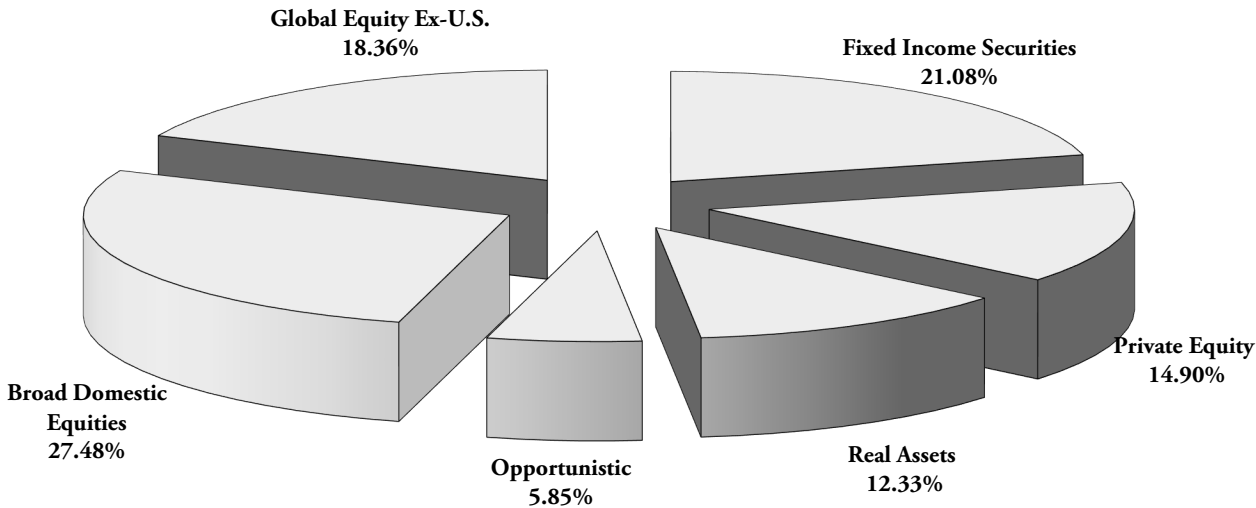 Global Equity Ex-U.S.
18.36%
Fixed Income Securities
21.08%
Private Equity
14.90%
Broad Domestic
Equities
27.48%
Real Assets
12.33%
Opportunistic
5.85%